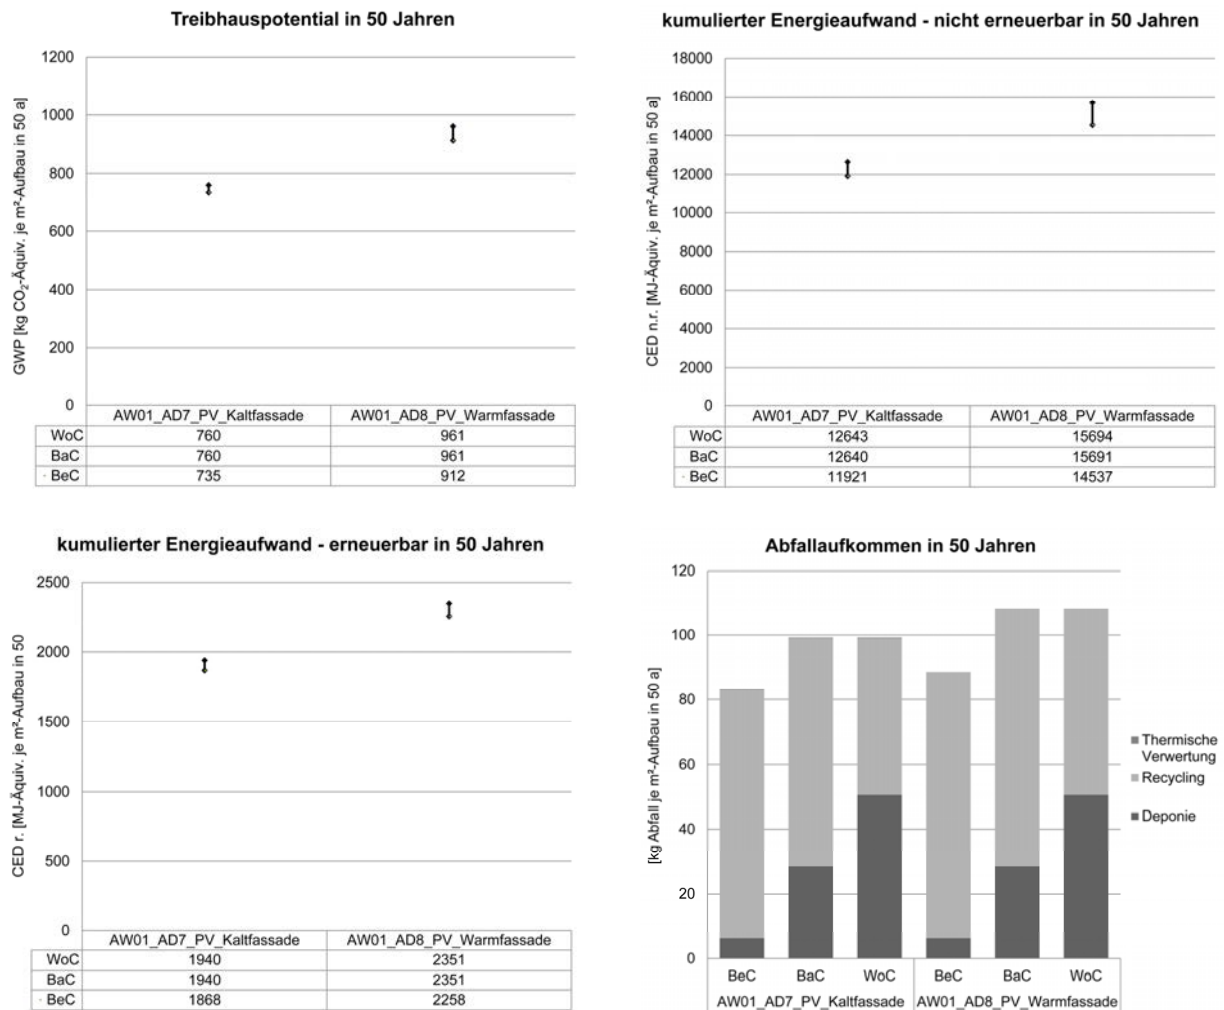 Treibhauspotential in 50 Jahren
GWP [kg CO₂-Äquiv. je m²-Aufbau in 50 a]
1200
1000
800
600
400
200
0
AW01_AD7_PV_Kaltfassade AW01_AD8_PV_Warmfassade
WoC 760 961
BaC 760 961
BeC 735 912
kumulierter Energieaufwand - nicht erneuerbar in 50 Jahren
CED n.r. [MJ-Äquiv. je m²-Aufbau in 50 a]
18000
16000
14000
12000
10000
8000
6000
4000
2000
0
AW01_AD7_PV_Kaltfassade AW01_AD8_PV_Warmfassade
WoC 12643 15694
BaC 12640 15691
BeC 11921 14537
kumulierter Energieaufwand - erneuerbar in 50 Jahren
CED r. [MJ-Äquiv. je m²-Aufbau in 50
2500
2000
1500
1000
500
0
AW01_AD7_PV_Kaltfassade AW01_AD8_PV_Warmfassade
WoC 1940 2351
BaC 1940 2351
BeC 1868 2258
Abfallaufkommen in 50 Jahren
[kg Abfall je m²-Aufbau in 50 a]
120
100
80
60
40
20
0
BeC BaC WoC BeC BaC WoC
AW01_AD7_PV_Kaltfassade AW01_AD8_PV_Warmfassade
Thermische
Verwertung
Recycling
Deponie